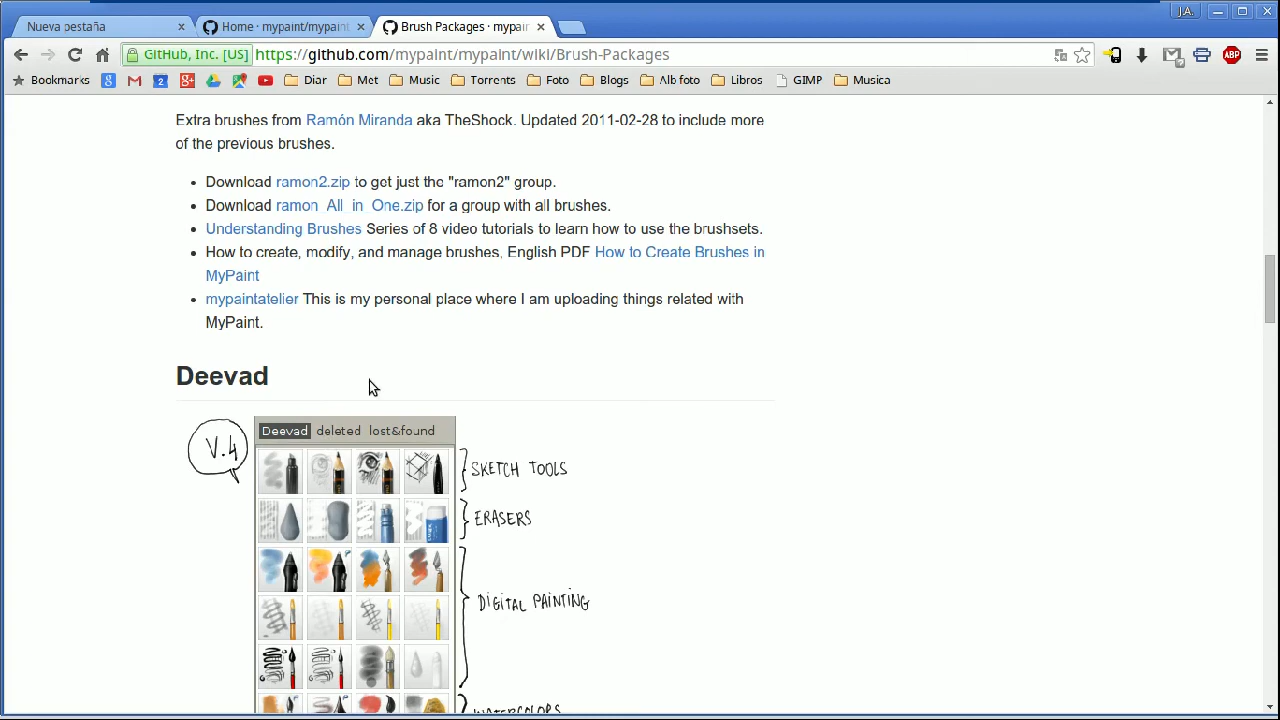 J.A.
Nueva pestaña
Home · mypaint/mypaint
Brush Packages · mypai
GitHub, Inc. [US] https://github.com/mypaint/mypaint/wiki/Brush-Packages
ABP
Bookmarks 8 2 Diar Met Music Torrents Foto Blogs Alb foto Libros GIMP Musica
Extra brushes from Ramón Miranda aka TheShock. Updated 2011-02-28 to include more
of the previous brushes.
Download ramon2.zip to get just the "ramon2" group.
Download ramon_All_in_One.zip for a group with all brushes.
Understanding Brushes Series of 8 video tutorials to learn how to use the brushsets.
How to create, modify, and manage brushes, English PDF How to Create Brushes in
MyPaint
mypaintatelier This is my personal place where I am uploading things related with
MyPaint.
Deevad
V.4
Deevad deleted lost&found
SKETCH TOOLS
ERASERS
DIGITAL PAINTING
WATERCOLORS